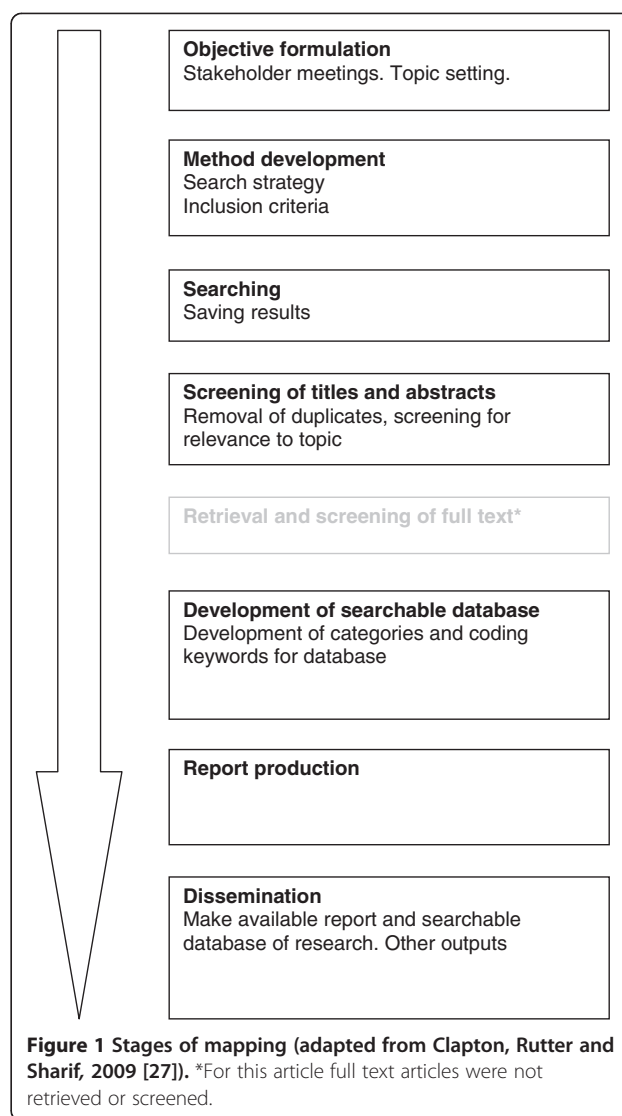 Objective formulation
Stakeholder meetings. Topic setting.
Method development
Search strategy
Inclusion criteria
Searching
Saving results
Screening of titles and abstracts
Removal of duplicates, screening for
relevance to topic
Retrieval and screening of full text*
Development of searchable database
Development of categories and coding
keywords for database
Report production
Dissemination
Make available report and searchable
database of research. Other outputs
Figure 1 Stages of mapping (adapted from Clapton, Rutter and
Sharif, 2009 [27]). *For this article full text articles were not
retrieved or screened.